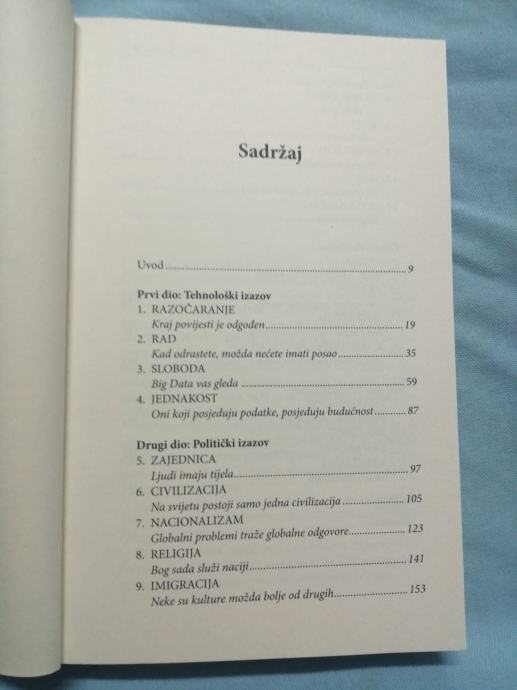 Sadržaj
Uvod........................................................................................ 9
Prvi dio: Tehnološki izazov
1. RAZOČARANJE
Kraj povijesti je odgođen............................................... 19
2. RAD
Kad odrastete, možda nećete imati posao......................... 35
3. SLOBODA
Big Data vas gleda ....................................................... 59
4. JEDNAKOST
Oni koji posjeduju podatke, posjeduju budućnost........... 87
Drugi dio: Politički izazov
5. ZAJEDNICA
Ljudi imaju tijela.......................................................... 97
6. CIVILIZACIJA
Na svijetu postoji samo jedna civilizacija ...................... 105
7. NACIONALIZAM
Globalni problemi traže globalne odgovore.................... 123
8. RELIGIJA
Bog sada služi naciji..................................................... 141
9. IMIGRACIJA
Neke su kulture možda bolje od drugih......................... 153